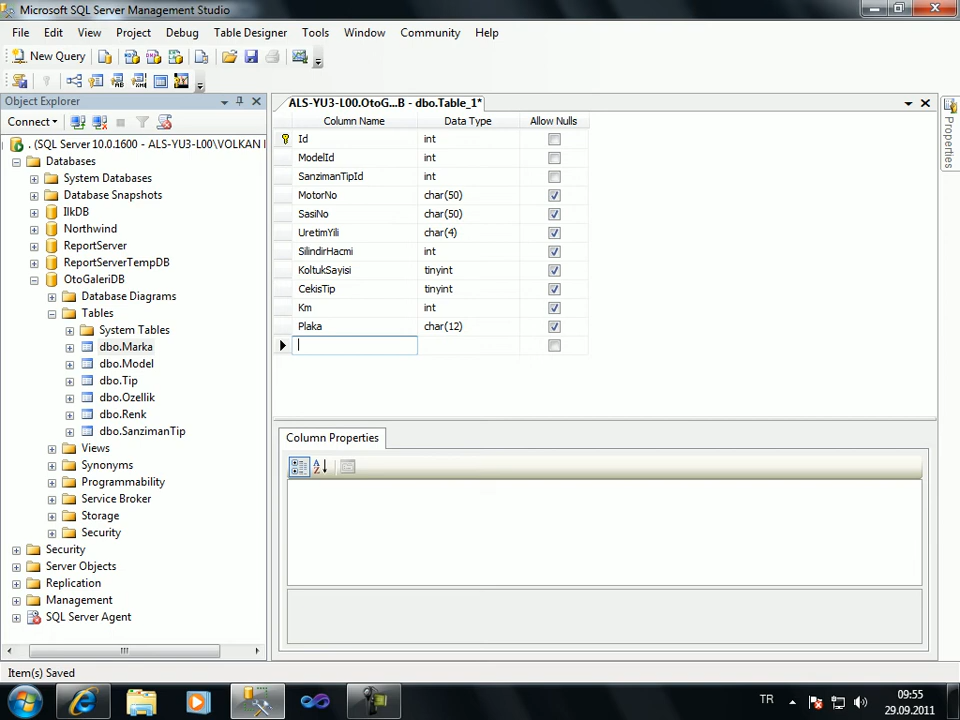 Microsoft SQL Server Management Studio
File Edit View Project Debug Table Designer Tools Window Community Help
New Query
Object Explorer
Connect
. (SQL Server 10.0.1600 - ALS-YU3-L00\VOLKAN
Databases
System Databases
Database Snapshots
IlkDB
Northwind
ReportServer
ReportServerTempDB
OtoGaleriDB
Database Diagrams
Tables
System Tables
dbo.Marka
dbo.Model
dbo.Tip
dbo.Ozellik
dbo.Renk
dbo.SanzimanTip
Views
Synonyms
Programmability
Service Broker
Storage
Security
Security
Server Objects
Replication
Management
SQL Server Agent
ALS-YU3-L00.OtoG...B - dbo.Table_1*
Column Name Data Type Allow Nulls
Id int
ModelId int
SanzimanTipId int
MotorNo char(50)
SasiNo char(50)
UretimYili char(4)
SilindirHacmi int
KoltukSayisi tinyint
CekisTip tinyint
Km int
Plaka char(12)
Column Properties
Properties
Item(s) Saved
TR
09:55
29.09.2011